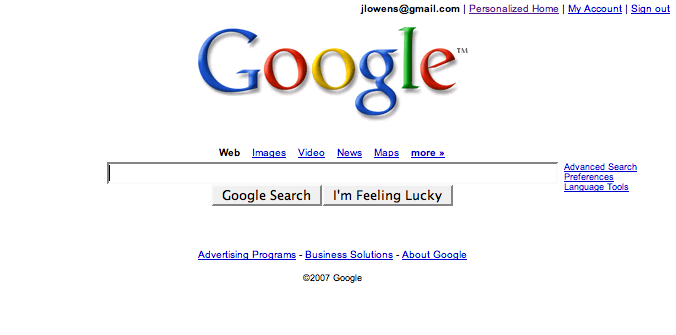 jlowens@gmail.com | Personalized Home | My Account | Sign out
Google™
Web Images Video News Maps more »
Advanced Search
Preferences
Language Tools
Google Search I'm Feeling Lucky
Advertising Programs - Business Solutions - About Google
©2007 Google